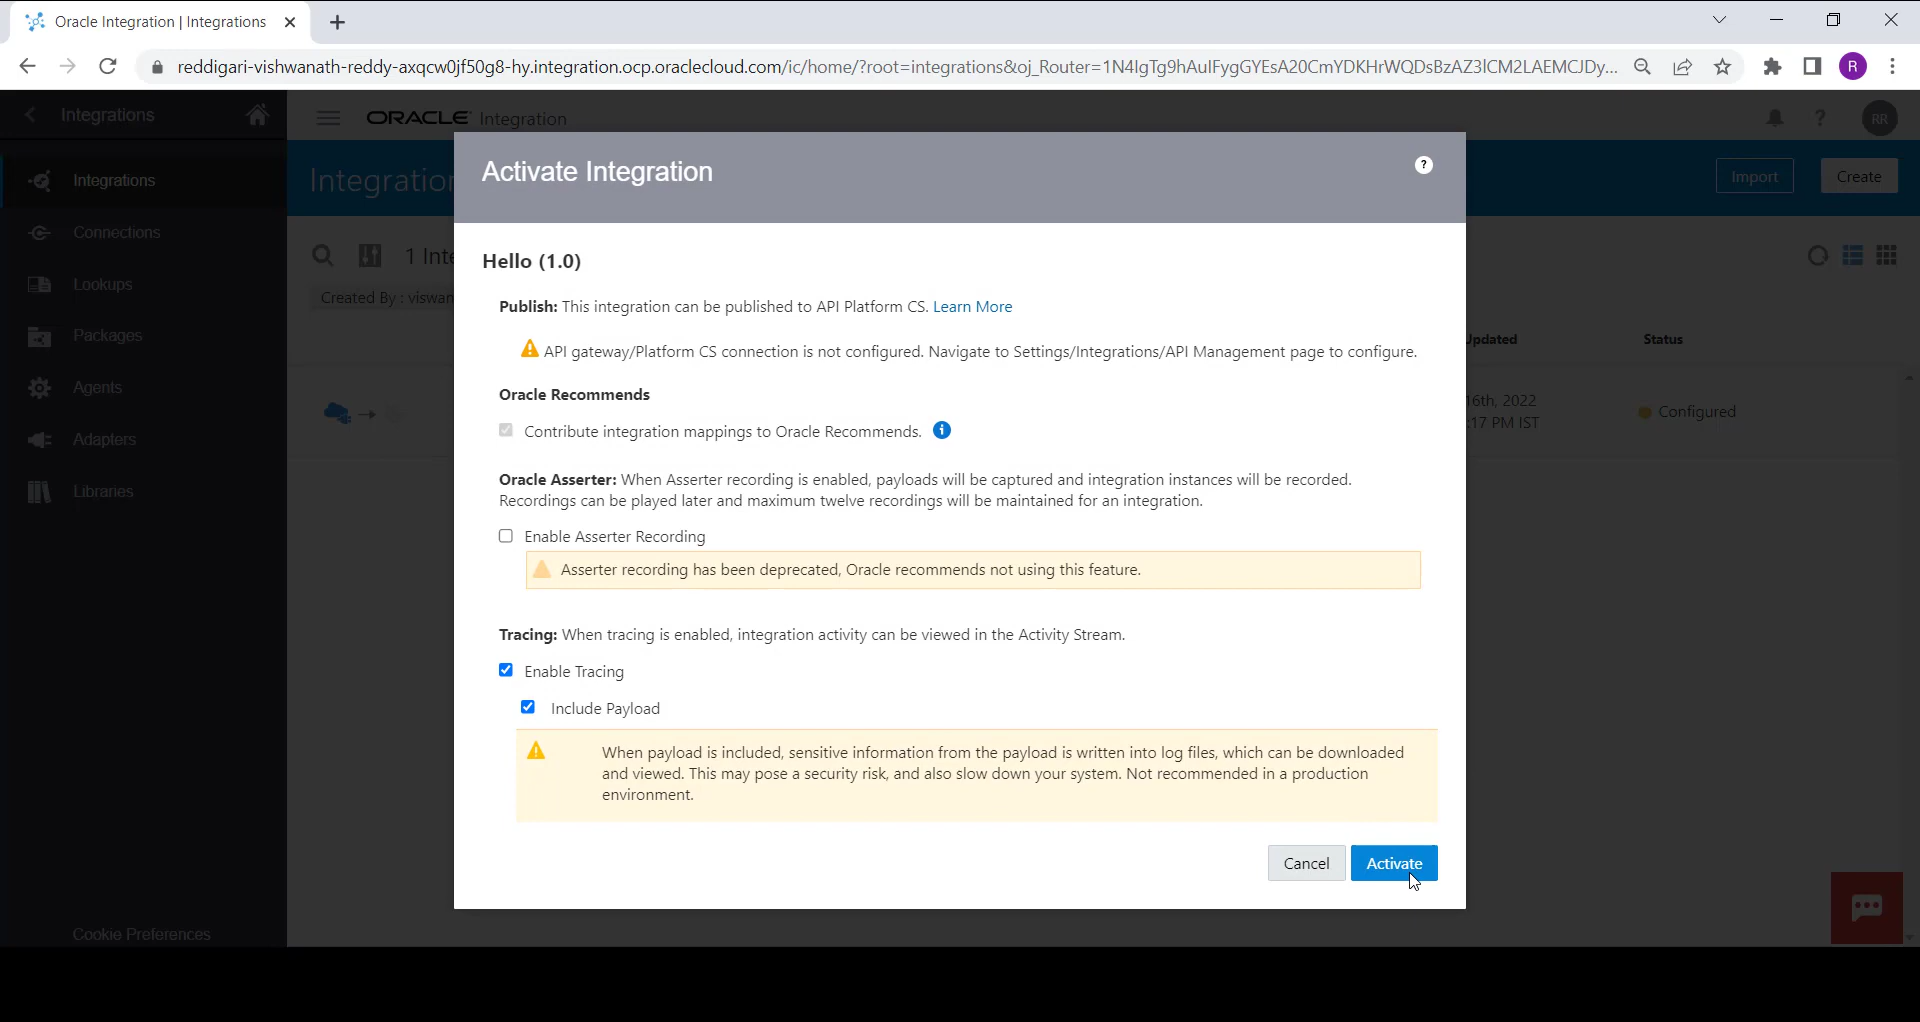 Oracle Integration | Integrations
reddigari-vishwanath-reddy-axqcw0jf50g8-hy.integration.ocp.oraclecloud.com/ic/home/?root=integrations&oj_Router=1N4IgTg9hAuIFygGYEsA20CmYDKHrWQDsBzAZ3lCM2LAEMCJDy...
R
Integrations
ORACLE Integration
RR
Activate Integration
?
Integrations
Import
Create
Connections
Lookups
Packages
Agents
Adapters
Libraries
Cookie Preferences
1
Created By :
Hello (1.0)
Publish: This integration can be published to API Platform CS. Learn More
API gateway/Platform CS connection is not configured. Navigate to Settings/Integrations/API Management page to configure.
Status
Oracle Recommends
Contribute integration mappings to Oracle Recommends.
16th, 2022
:17 PM IST
Configured
Oracle Asserter: When Asserter recording is enabled, payloads will be captured and integration instances will be recorded.
Recordings can be played later and maximum twelve recordings will be maintained for an integration.
Enable Asserter Recording
Asserter recording has been deprecated, Oracle recommends not using this feature.
Tracing: When tracing is enabled, integration activity can be viewed in the Activity Stream.
Enable Tracing
Include Payload
When payload is included, sensitive information from the payload is written into log files, which can be downloaded
and viewed. This may pose a security risk, and also slow down your system. Not recommended in a production
environment.
Cancel
Activate